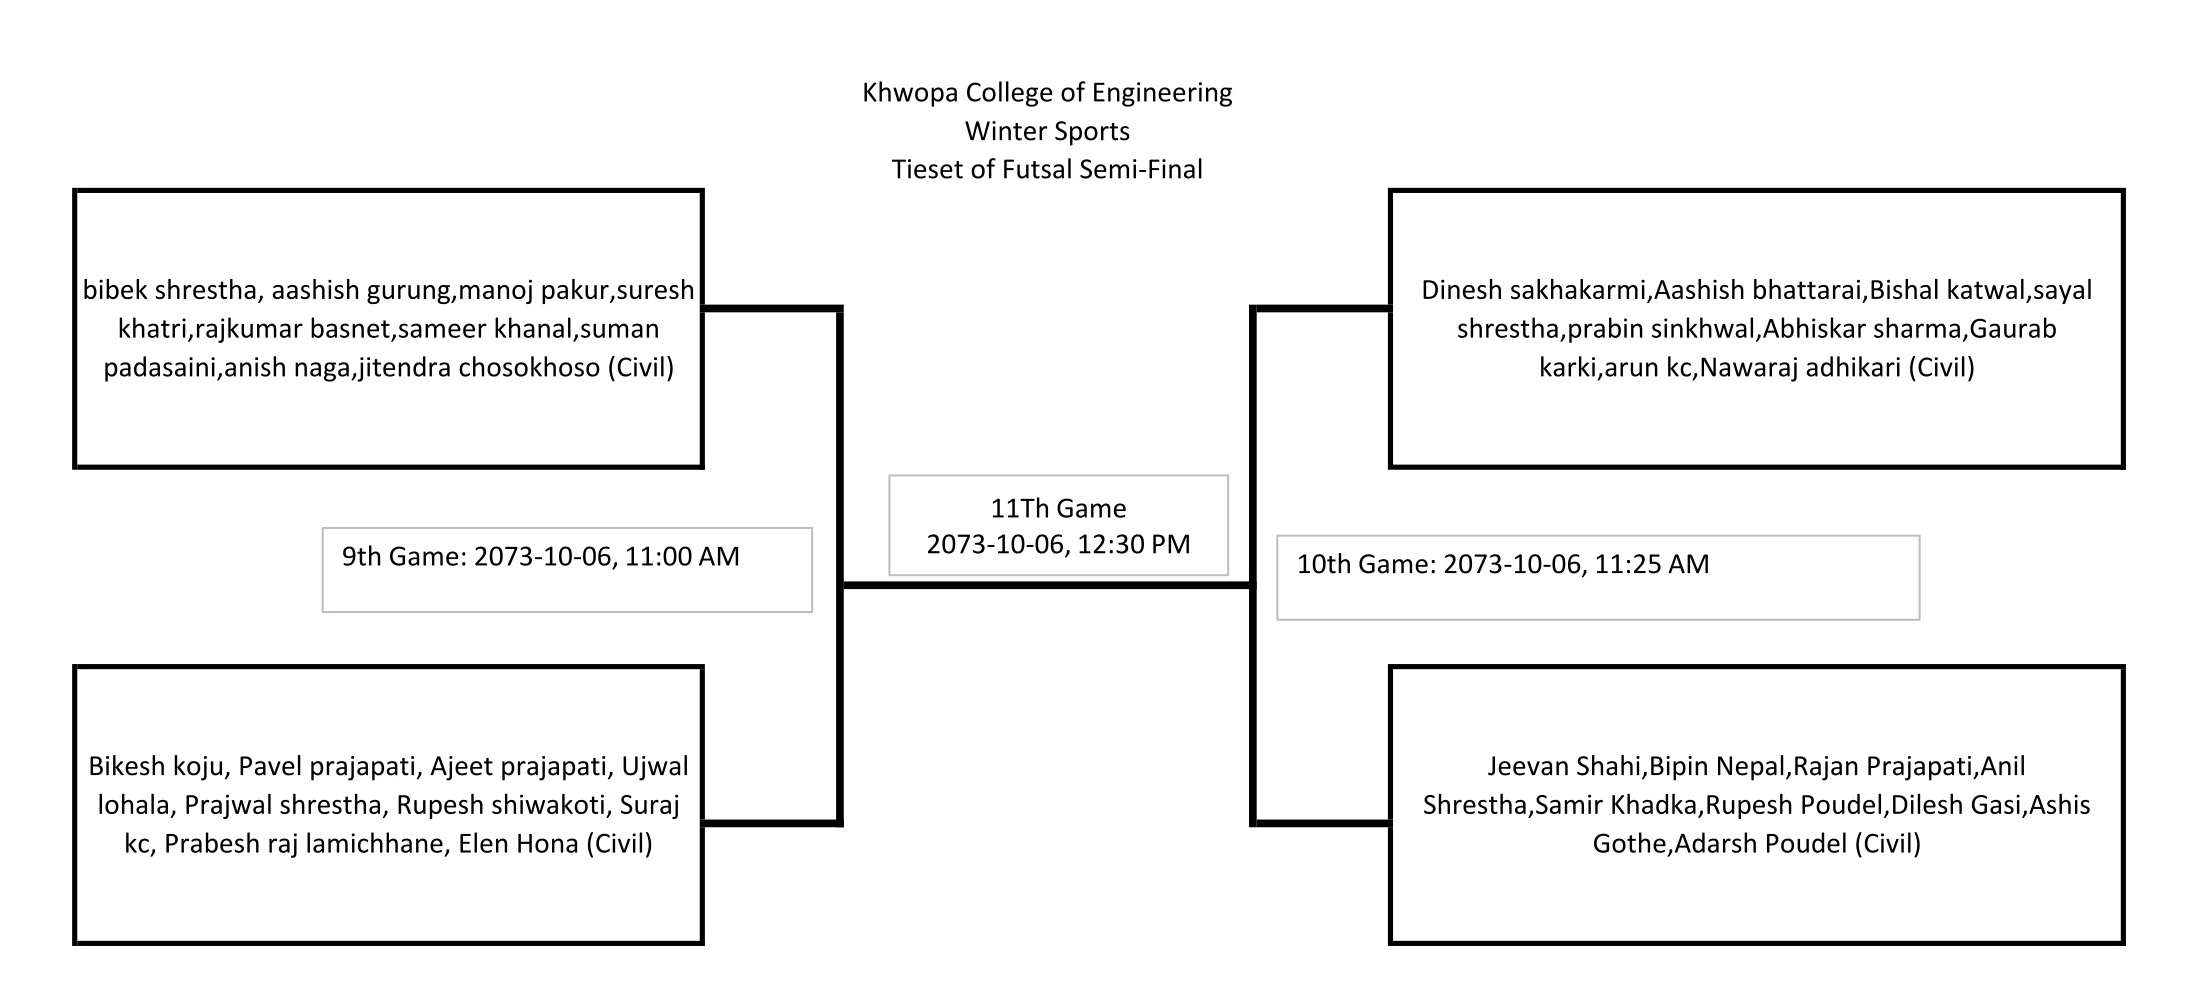 Khwopa College of Engineering
Winter Sports
Tieset of Futsal Semi-Final
bibek shrestha, aashish gurung,manoj pakur,suresh
khatri,rajkumar basnet,sameer khanal,suman
padasaini,anish naga,jitendra chosokhoso (Civil)
Dinesh sakhakarmi,Aashish bhattarai,Bishal katwal,sayal
shrestha,prabin sinkhwal,Abhiskar sharma,Gaurab
karki,arun kc,Nawaraj adhikari (Civil)
11Th Game
2073-10-06, 12:30 PM
9th Game: 2073-10-06, 11:00 AM
10th Game: 2073-10-06, 11:25 AM
Bikesh koju, Pavel prajapati, Ajeet prajapati, Ujwal
lohala, Prajwal shrestha, Rupesh shiwakoti, Suraj
kc, Prabesh raj lamichhane, Elen Hona (Civil)
Jeevan Shahi,Bipin Nepal,Rajan Prajapati,Anil
Shrestha,Samir Khadka,Rupesh Poudel,Dilesh Gasi,Ashis
Gothe,Adarsh Poudel (Civil)